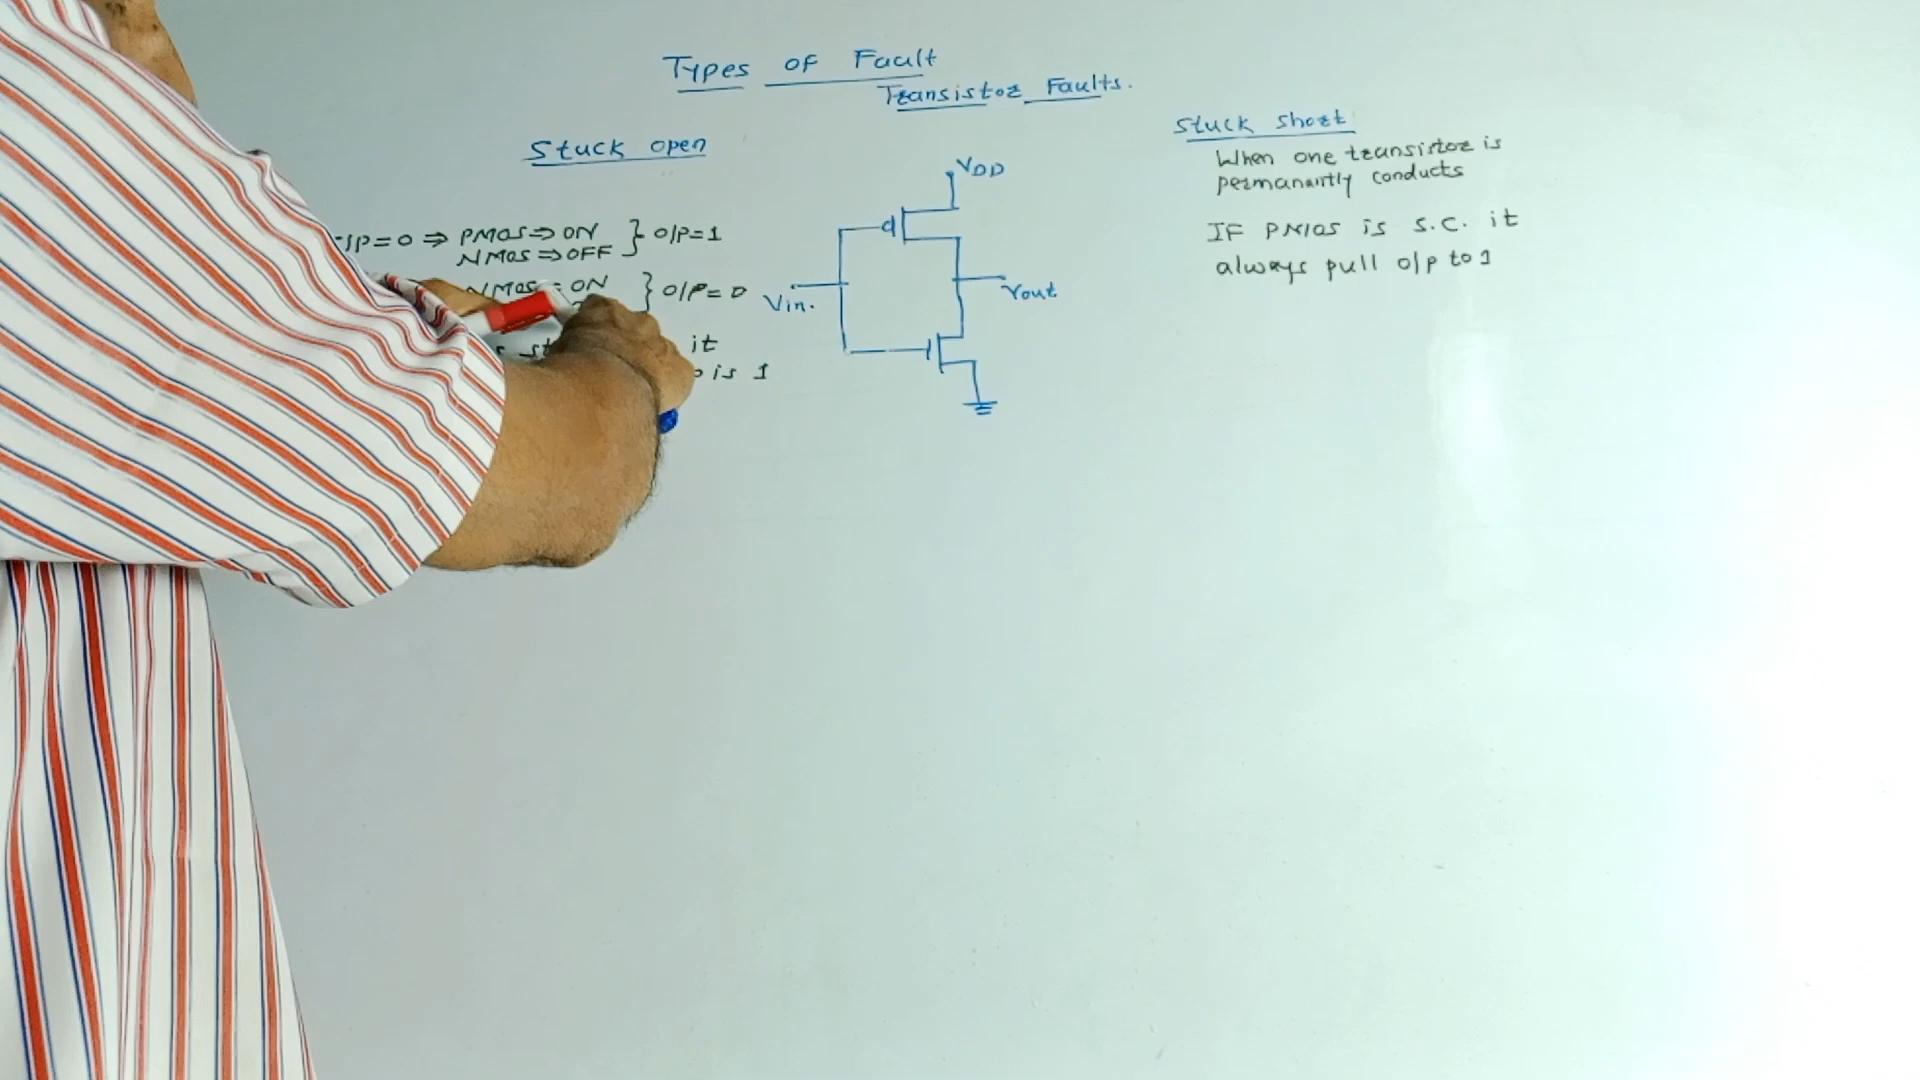 Types of Fault
Transistor Faults.
Stuck open
I/P=0 ⇒ PMOS ⇒ ON } O/P=1
NMOS ⇒ OFF
NMOS = ON } O/P= 0
it
is 1
VDD
Vin.
Vout
Stuck short
When one transistor is
permanantly conducts
IF PMOS is S.C. it
always pull o/p to 1